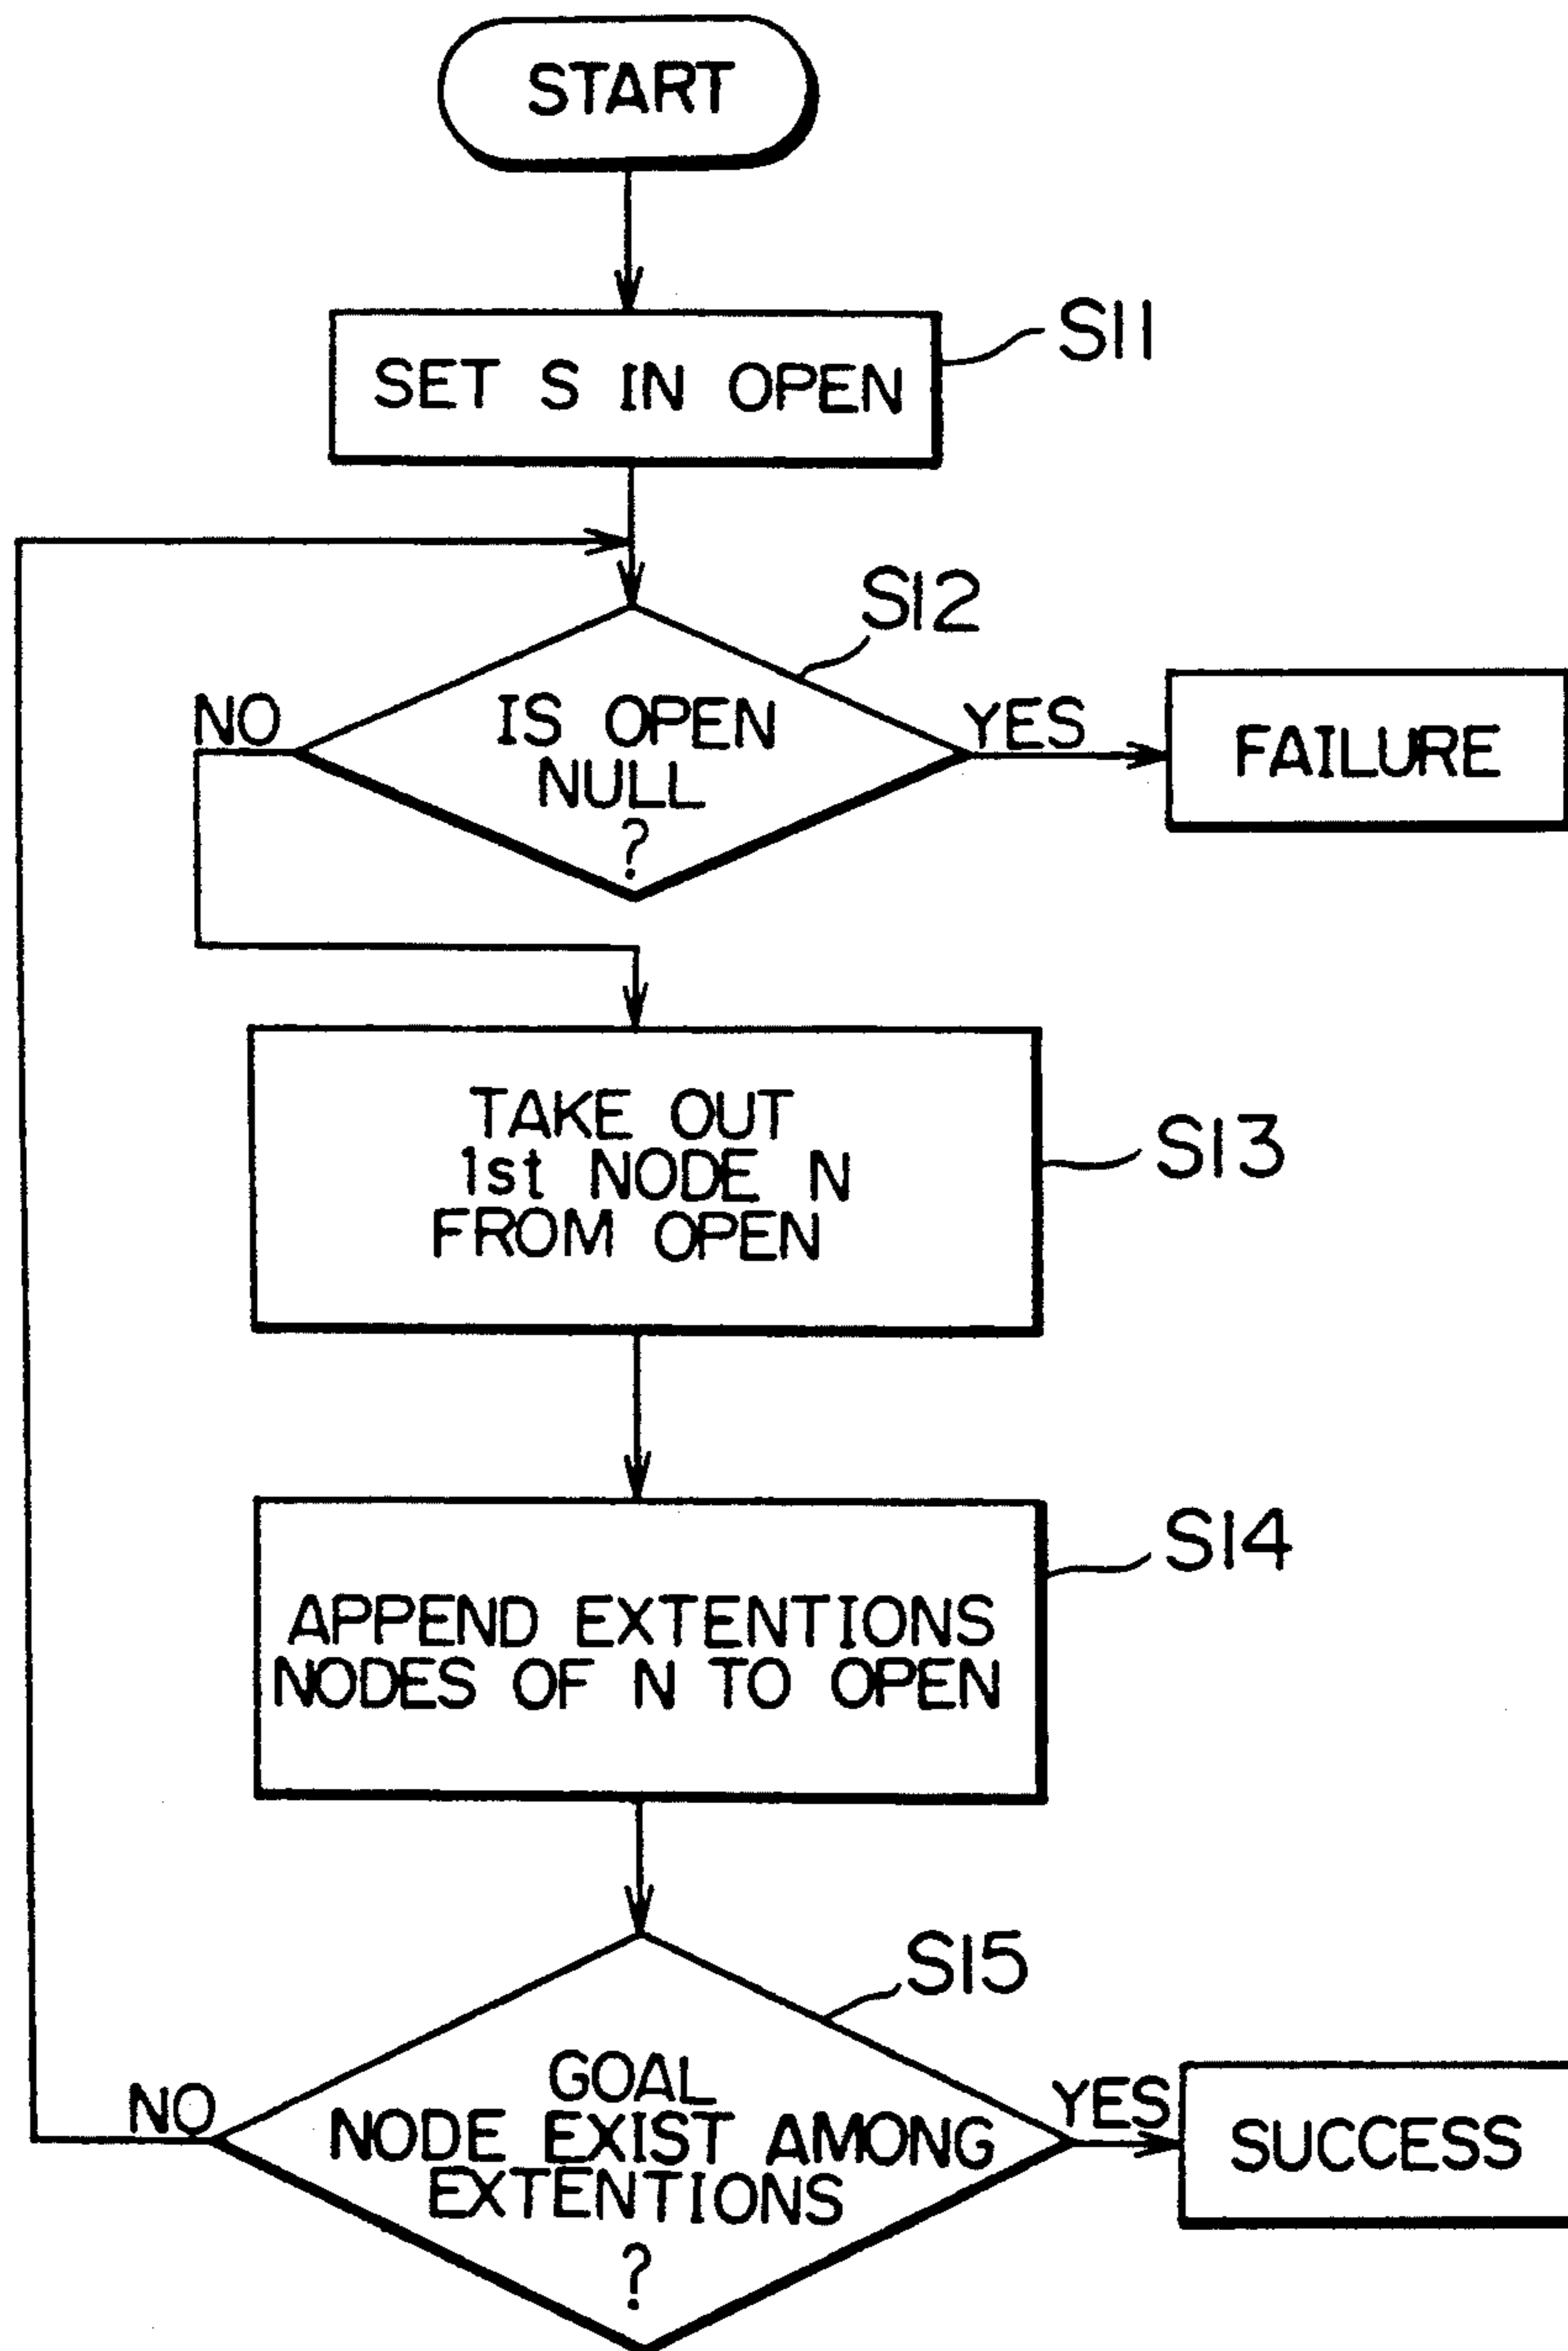 START
SET S IN OPEN
S11
S12
NO
IS OPEN
NULL
?
YES
FAILURE
TAKE OUT
1st NODE N
FROM OPEN
S13
APPEND EXTENTIONS
NODES OF N TO OPEN
S14
S15
NO
GOAL
NODE EXIST AMONG
EXTENTIONS
?
YES
SUCCESS